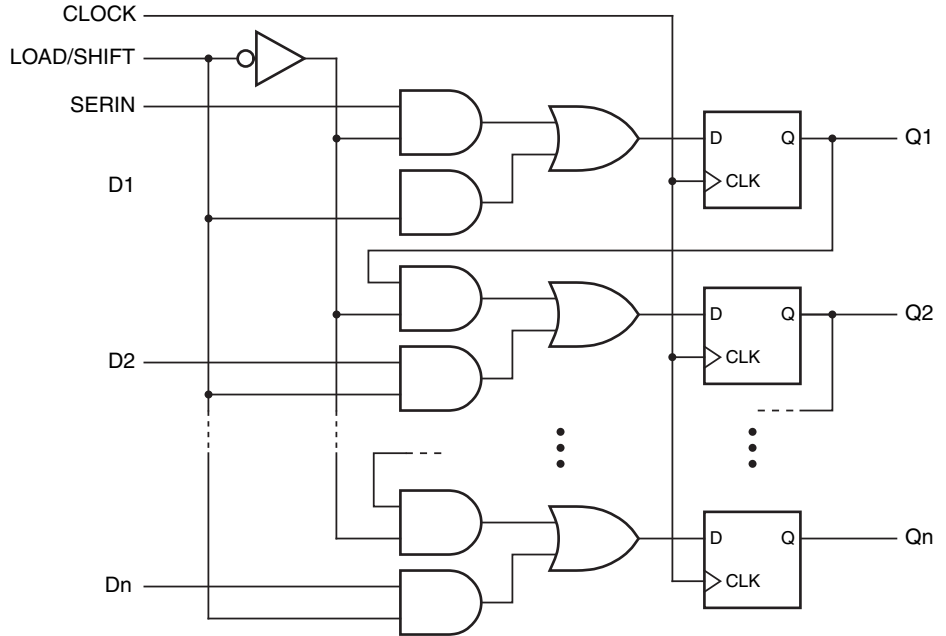 CLOCK
LOAD/SHIFT
SERIN
D Q Q1
D1
CLK
D Q Q2
D2
CLK
D Q Qn
Dn
CLK